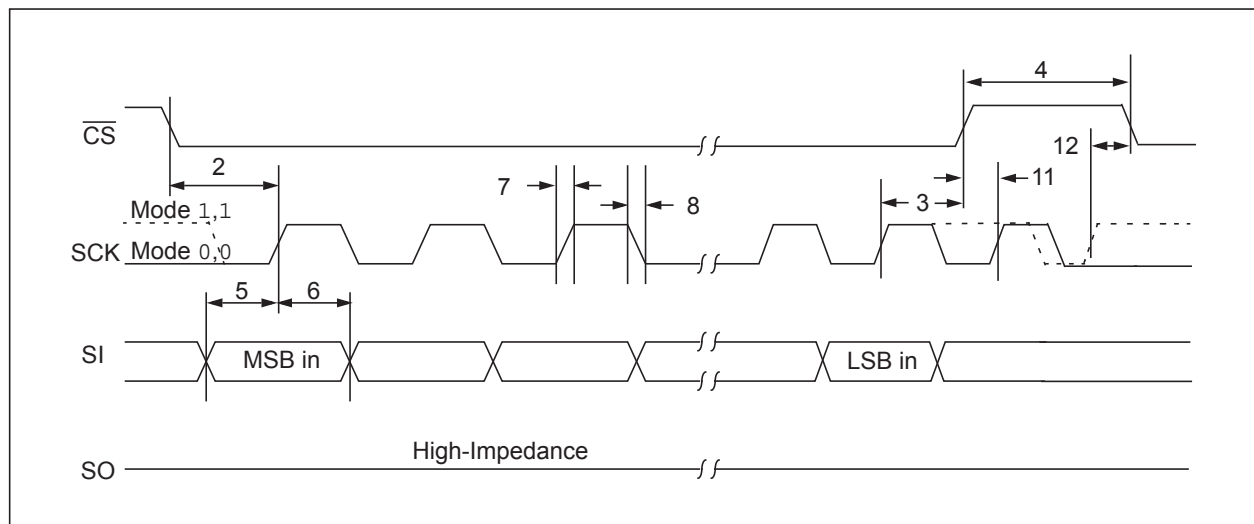 4
CS
12
2
7
8
3
11
Mode 1,1
SCK Mode 0,0
5 6
SI MSB in LSB in
High-Impedance
SO